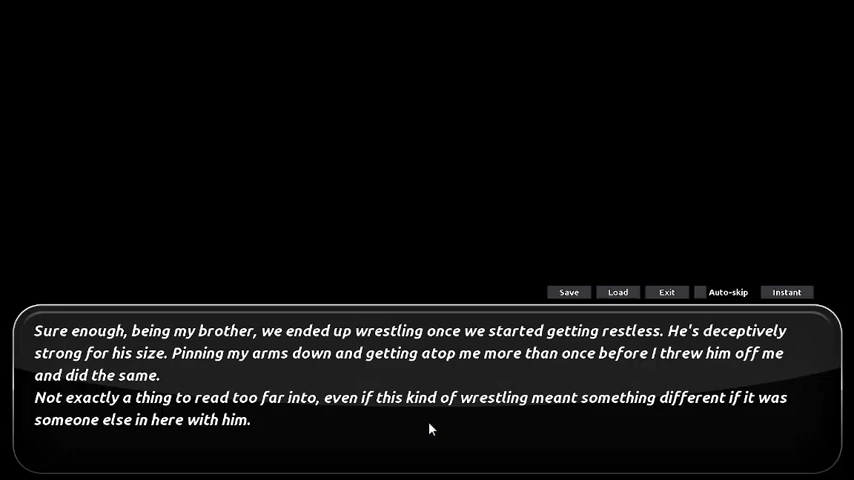 Save Load Exit Auto-skip Instant
Sure enough, being my brother, we ended up wrestling once we started getting restless. He's deceptively
strong for his size. Pinning my arms down and getting atop me more than once before I threw him off me
and did the same.
Not exactly a thing to read too far into, even if this kind of wrestling meant something different if it was
someone else in here with him.